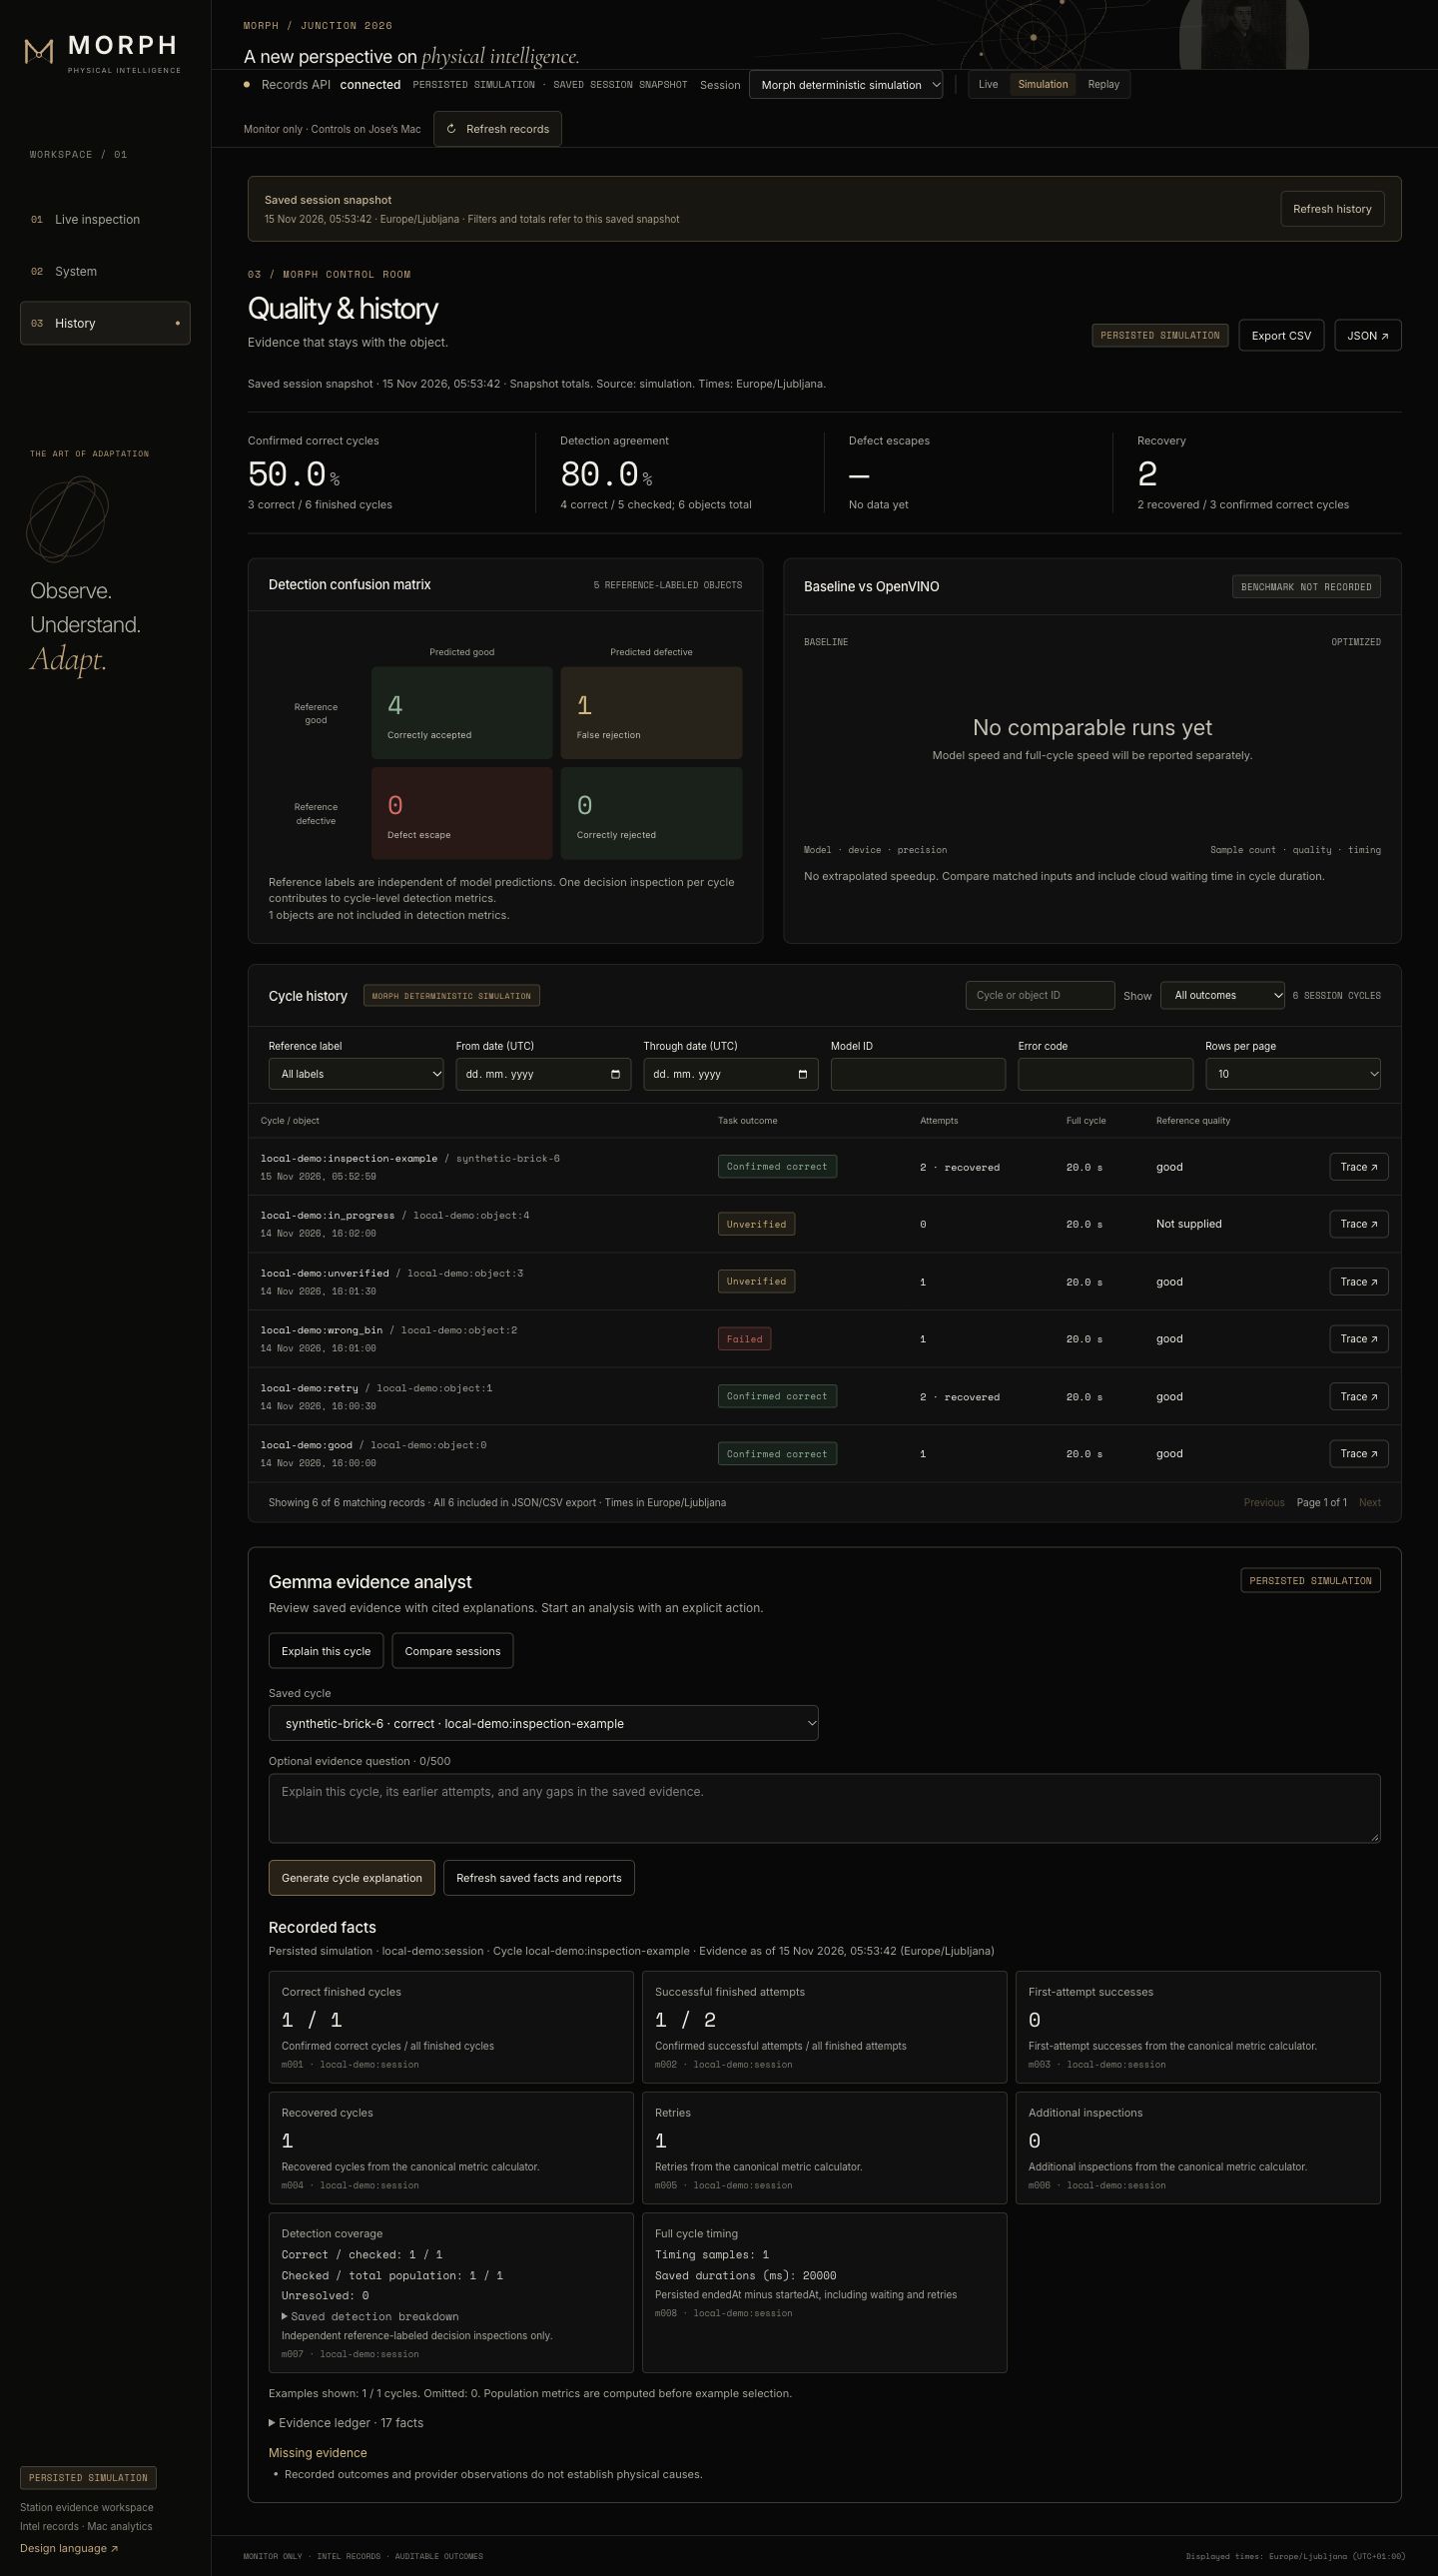 MORPH
PHYSICAL INTELLIGENCE
WORKSPACE / 01
01 Live inspection
02 System
03 History
THE ART OF ADAPTATION
Observe.
Understand.
Adapt.
PERSISTED SIMULATION
Station evidence workspace
Intel records · Mac analytics
Design language ↗
MORPH / JUNCTION 2026
A new perspective on physical intelligence.
Records API connected PERSISTED SIMULATION · SAVED SESSION SNAPSHOT Session Morph deterministic simulation Live Simulation Replay
Monitor only · Controls on Jose's Mac ↻ Refresh records
Saved session snapshot
15 Nov 2026, 05:53:42 · Europe/Ljubljana · Filters and totals refer to this saved snapshot
Refresh history
03 / MORPH CONTROL ROOM
Quality & history
Evidence that stays with the object.
PERSISTED SIMULATION Export CSV JSON ↗
Saved session snapshot · 15 Nov 2026, 05:53:42 · Snapshot totals. Source: simulation. Times: Europe/Ljubljana.
Confirmed correct cycles
50.0 %
3 correct / 6 finished cycles
Detection agreement
80.0 %
4 correct / 5 checked; 6 objects total
Defect escapes
—
No data yet
Recovery
2
2 recovered / 3 confirmed correct cycles
Detection confusion matrix 5 REFERENCE-LABELED OBJECTS
Predicted good Predicted defective
Reference good
4
Correctly accepted
1
False rejection
Reference defective
0
Defect escape
0
Correctly rejected
Reference labels are independent of model predictions. One decision inspection per cycle
contributes to cycle-level detection metrics.
1 objects are not included in detection metrics.
Baseline vs OpenVINO BENCHMARK NOT RECORDED
BASELINE OPTIMIZED
No comparable runs yet
Model speed and full-cycle speed will be reported separately.
Model · device · precision Sample count · quality · timing
No extrapolated speedup. Compare matched inputs and include cloud waiting time in cycle duration.
Cycle history MORPH DETERMINISTIC SIMULATION Cycle or object ID Show All outcomes 6 SESSION CYCLES
Reference label From date (UTC) Through date (UTC) Model ID Error code Rows per page
All labels dd. mm. yyyy dd. mm. yyyy 10
Cycle / object Task outcome Attempts Full cycle Reference quality
local-demo:inspection-example / synthetic-brick-6
15 Nov 2026, 05:52:59
Confirmed correct 2 · recovered 20.0 s good Trace ↗
local-demo:in_progress / local-demo:object:4
14 Nov 2026, 16:02:00
Unverified 0 20.0 s Not supplied Trace ↗
local-demo:unverified / local-demo:object:3
14 Nov 2026, 16:01:30
Unverified 1 20.0 s good Trace ↗
local-demo:wrong_bin / local-demo:object:2
14 Nov 2026, 16:01:00
Failed 1 20.0 s good Trace ↗
local-demo:retry / local-demo:object:1
14 Nov 2026, 16:00:30
Confirmed correct 2 · recovered 20.0 s good Trace ↗
local-demo:good / local-demo:object:0
14 Nov 2026, 16:00:00
Confirmed correct 1 20.0 s good Trace ↗
Showing 6 of 6 matching records · All 6 included in JSON/CSV export · Times in Europe/Ljubljana Previous Page 1 of 1 Next
Gemma evidence analyst PERSISTED SIMULATION
Review saved evidence with cited explanations. Start an analysis with an explicit action.
Explain this cycle Compare sessions
Saved cycle
synthetic-brick-6 · correct · local-demo:inspection-example
Optional evidence question · 0/500
Explain this cycle, its earlier attempts, and any gaps in the saved evidence.
Generate cycle explanation Refresh saved facts and reports
Recorded facts
Persisted simulation · local-demo:session · Cycle local-demo:inspection-example · Evidence as of 15 Nov 2026, 05:53:42 (Europe/Ljubljana)
Correct finished cycles
1 / 1
Confirmed correct cycles / all finished cycles
m001 · local-demo:session
Successful finished attempts
1 / 2
Confirmed successful attempts / all finished attempts
m002 · local-demo:session
First-attempt successes
0
First-attempt successes from the canonical metric calculator.
m003 · local-demo:session
Recovered cycles
1
Recovered cycles from the canonical metric calculator.
m004 · local-demo:session
Retries
1
Retries from the canonical metric calculator.
m005 · local-demo:session
Additional inspections
0
Additional inspections from the canonical metric calculator.
m006 · local-demo:session
Detection coverage
Correct / checked: 1 / 1
Checked / total population: 1 / 1
Unresolved: 0
▶ Saved detection breakdown
Independent reference-labeled decision inspections only.
m007 · local-demo:session
Full cycle timing
Timing samples: 1
Saved durations (ms): 20000
Persisted endedAt minus startedAt, including waiting and retries
m008 · local-demo:session
Examples shown: 1 / 1 cycles. Omitted: 0. Population metrics are computed before example selection.
▶ Evidence ledger · 17 facts
Missing evidence
• Recorded outcomes and provider observations do not establish physical causes.
MONITOR ONLY · INTEL RECORDS · AUDITABLE OUTCOMES Displayed times: Europe/Ljubljana (UTC+01:00)